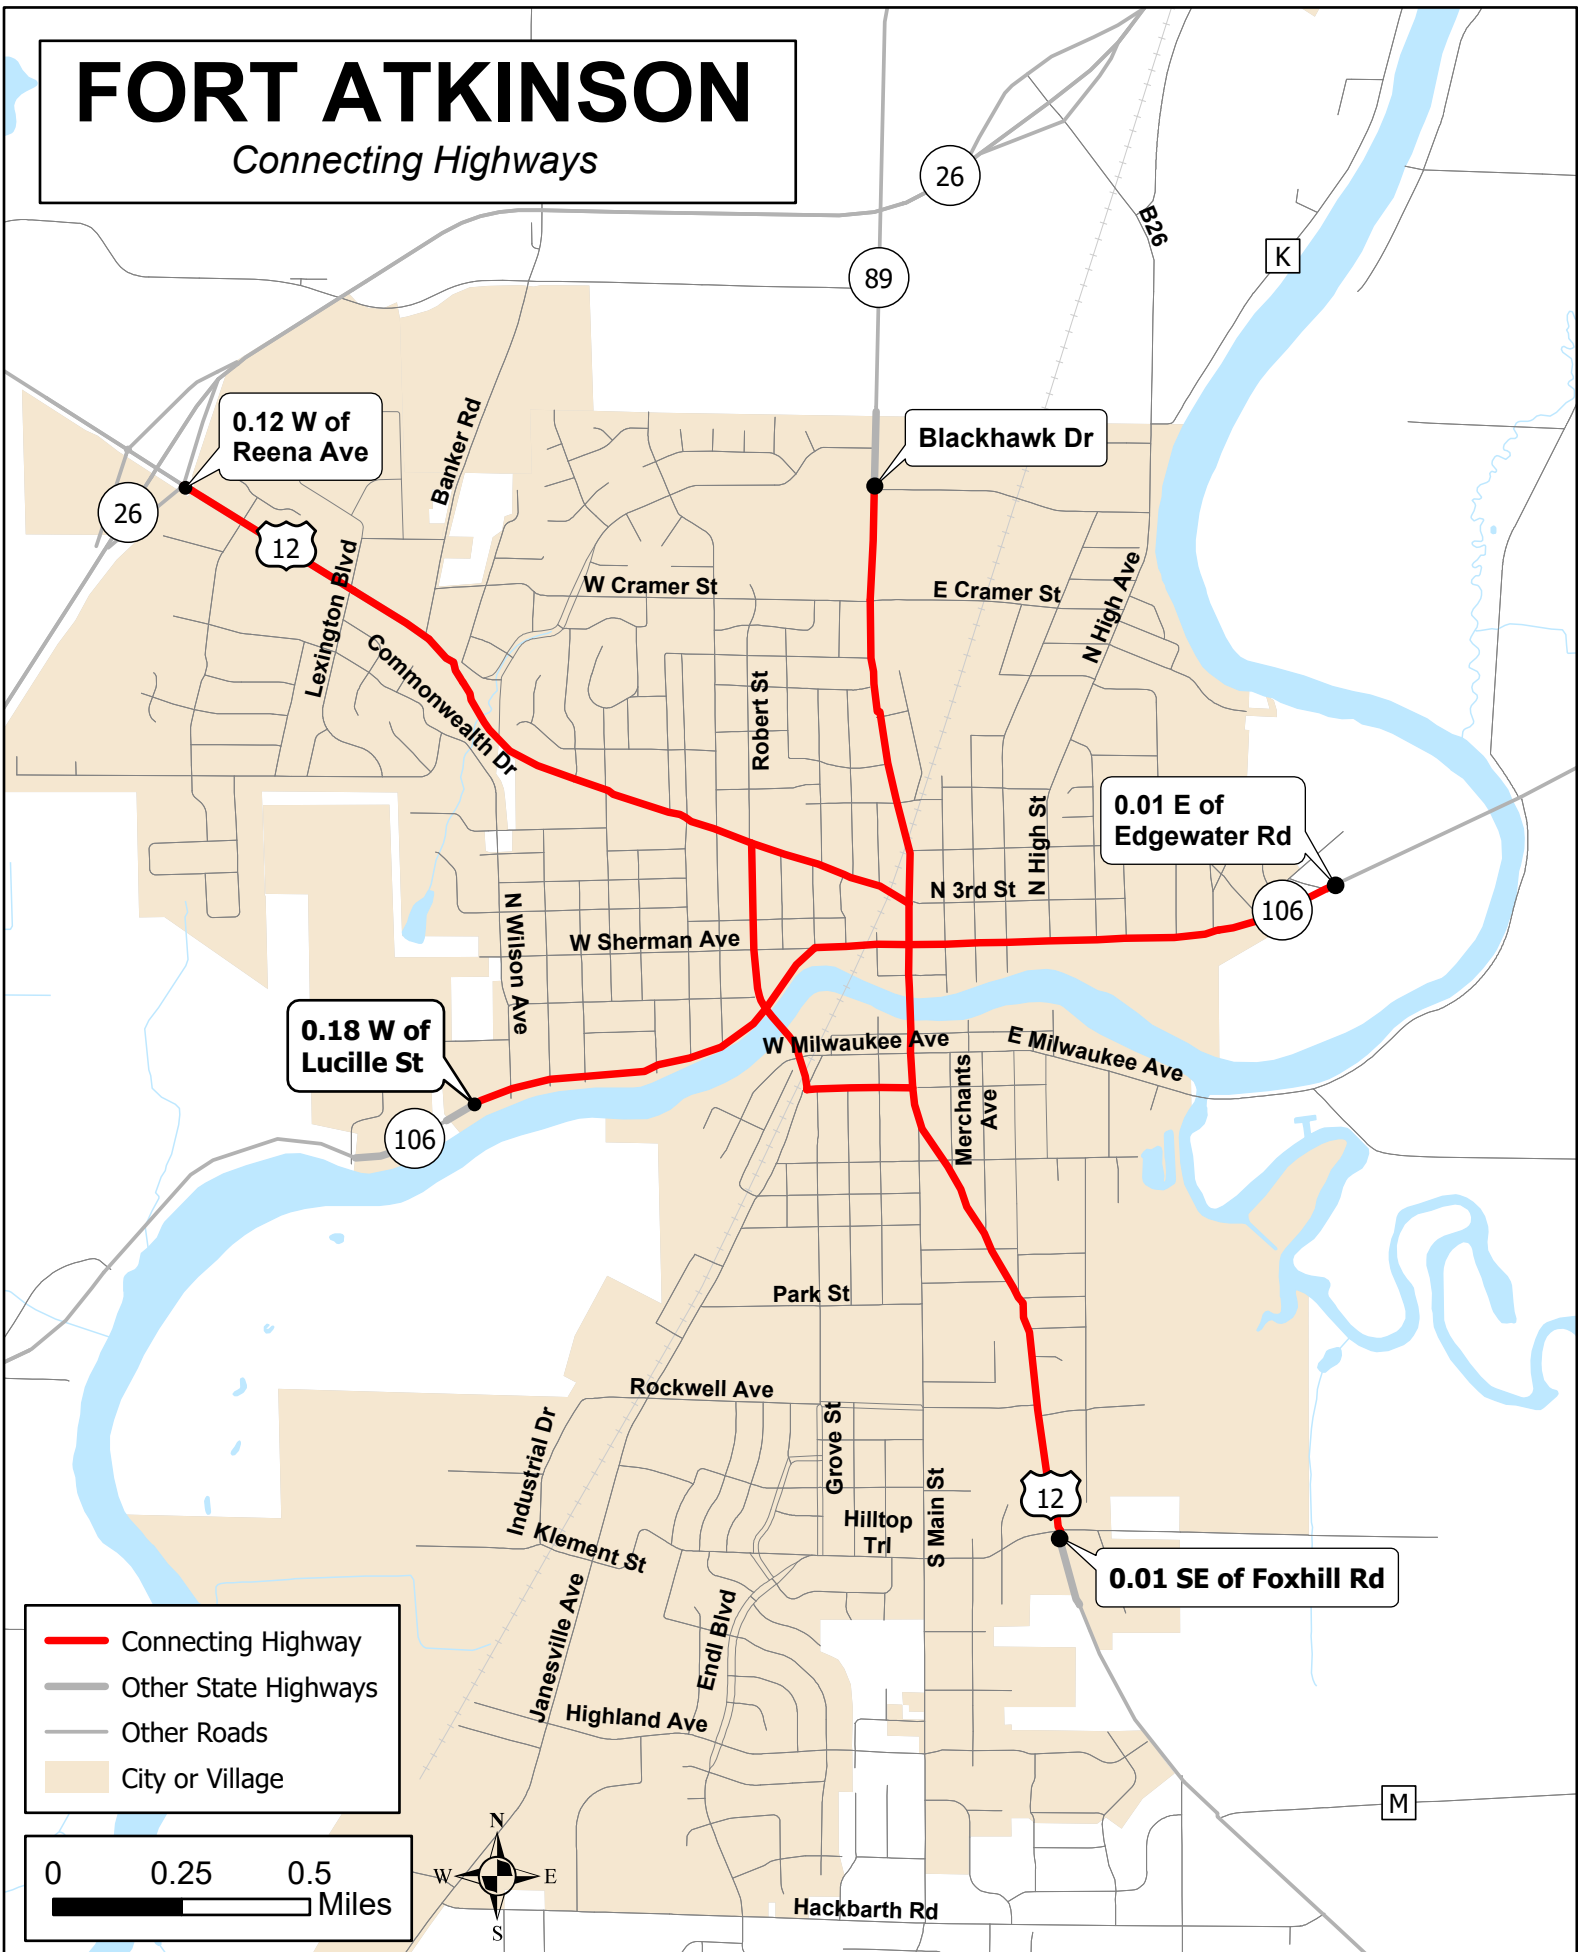 FORT ATKINSON
Connecting Highways
26
B26
K
89
0.12 W of
Reena Ave
Blackhawk Dr
Banker Rd
26
12
Lexington Blvd
W Cramer St
E Cramer St
N High Ave
Commonwealth Dr
Robert St
0.01 E of
Edgewater Rd
N High St
N 3rd St
106
N Wilson Ave
W Sherman Ave
0.18 W of
Lucille St
W Milwaukee Ave
E Milwaukee Ave
Merchants
Ave
106
Park St
Rockwell Ave
Industrial Dr
Grove St
S Main St
12
Hilltop
Trl
Klement St
0.01 SE of Foxhill Rd
Janesville Ave
Endl Blvd
Highland Ave
Connecting Highway
Other State Highways
Other Roads
City or Village
M
N
W
E
S
0 0.25 0.5
Miles
Hackbarth Rd